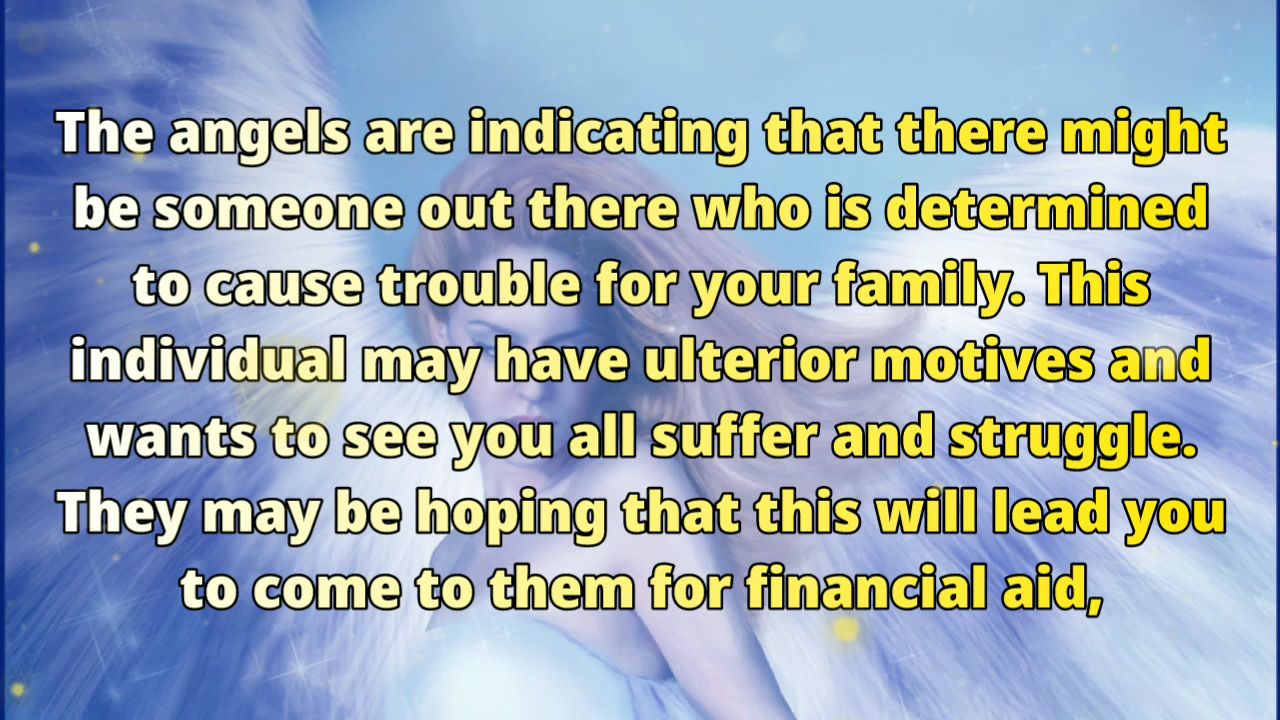 The angels are indicating that there might
be someone out there who is determined
to cause trouble for your family. This
individual may have ulterior motives and
wants to see you all suffer and struggle.
They may be hoping that this will lead you
to come to them for financial aid,